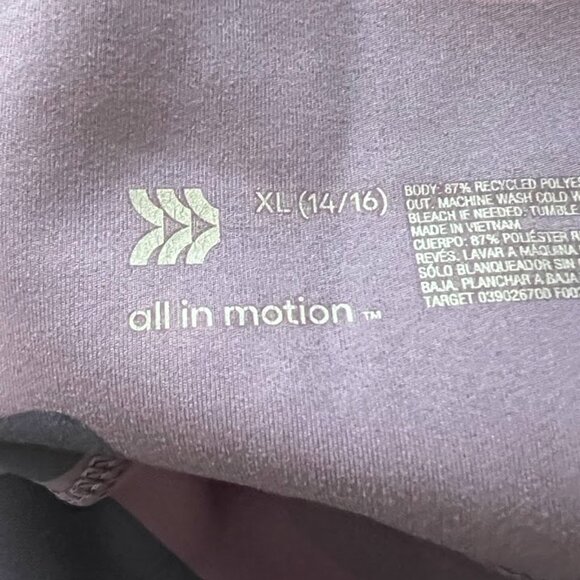 XL (14/16)
all in motion ™
BODY: 87% RECYCLED
OUT. MACHINE WASH COLD
BLEACH IF NEEDED. TUMBLE
MADE IN VIETNAM
CUERPO: 87% POLIÉSTER
REVÉS. LAVAR A MÁQUINA
SÓLO BLANQUEADOR SIN
BAJA. PLANCHAR A BAJA
TARGET 039026700